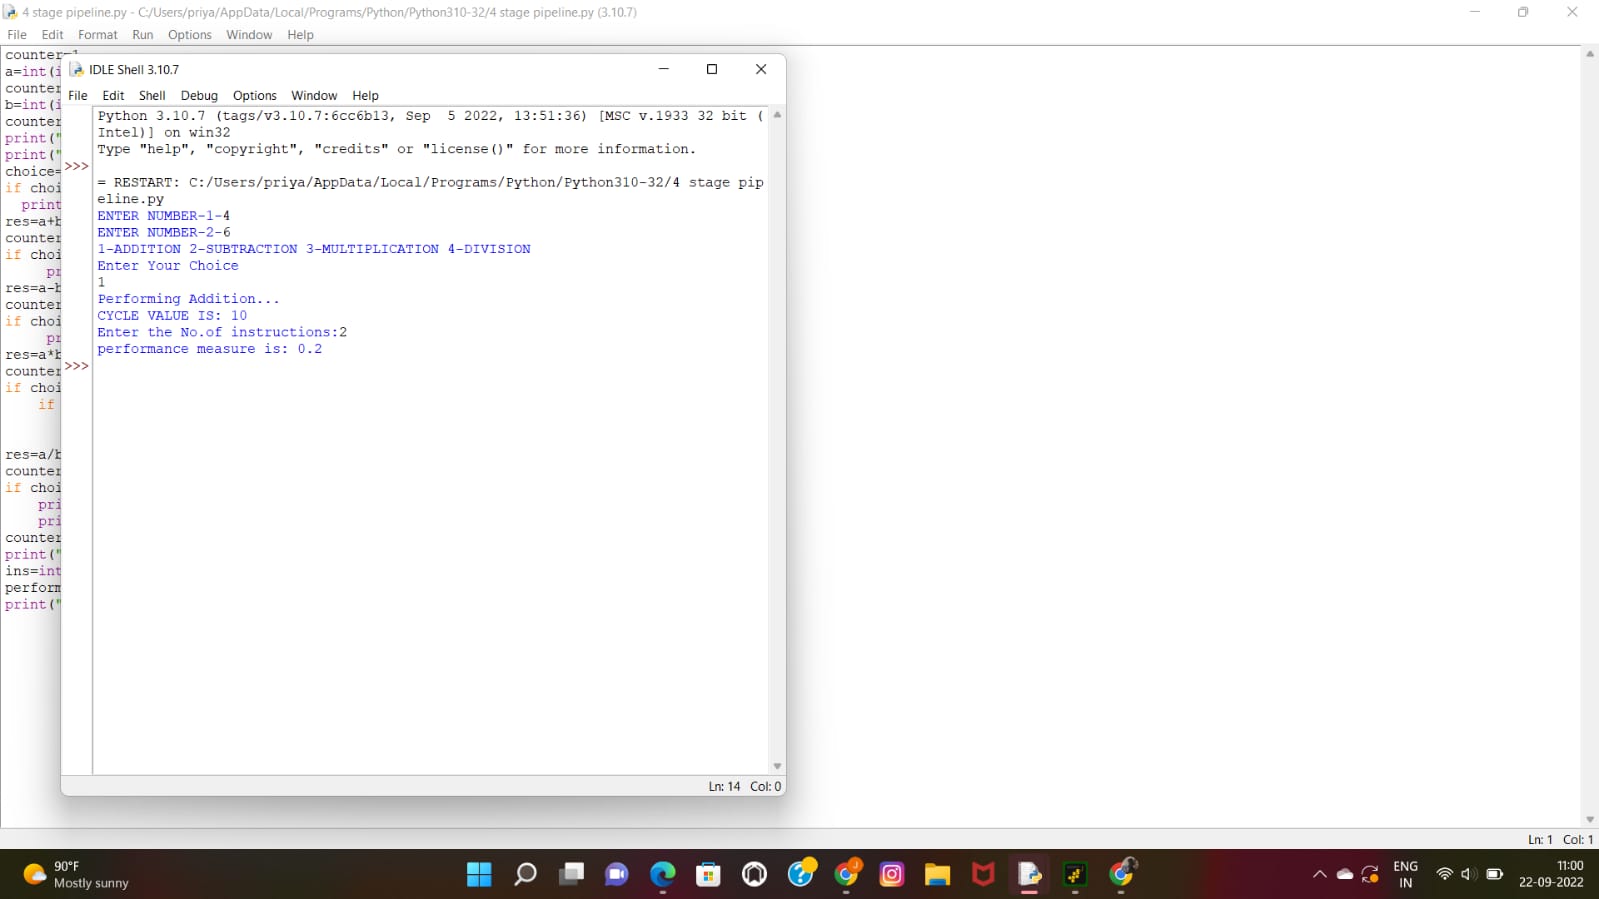 4 stage pipeline.py - C:/Users/priya/AppData/Local/Programs/Python/Python310-32/4 stage pipeline.py (3.10.7)
File Edit Format Run Options Window Help
counter=1
a=int(i
counter
b=int(i
counter
print("
print("
choice=
if choi
print
res=a+b
counter
if choi
pr
res=a-b
counter
if choi
pr
res=a*b
counter
if choi
if
res=a/b
counter
if choi
pri
pri
counter
print("
ins=int
perform
print("
IDLE Shell 3.10.7
File Edit Shell Debug Options Window Help
Python 3.10.7 (tags/v3.10.7:6cc6b13, Sep 5 2022, 13:51:36) [MSC v.1933 32 bit (
Intel)] on win32
Type "help", "copyright", "credits" or "license()" for more information.
>>>
= RESTART: C:/Users/priya/AppData/Local/Programs/Python/Python310-32/4 stage pip
eline.py
ENTER NUMBER-1-4
ENTER NUMBER-2-6
1-ADDITION 2-SUBTRACTION 3-MULTIPLICATION 4-DIVISION
Enter Your Choice
1
Performing Addition...
CYCLE VALUE IS: 10
Enter the No.of instructions:2
performance measure is: 0.2
>>>
Ln: 14 Col: 0
Ln: 1 Col: 1
90°F
Mostly sunny
ENG
IN
11:00
22-09-2022